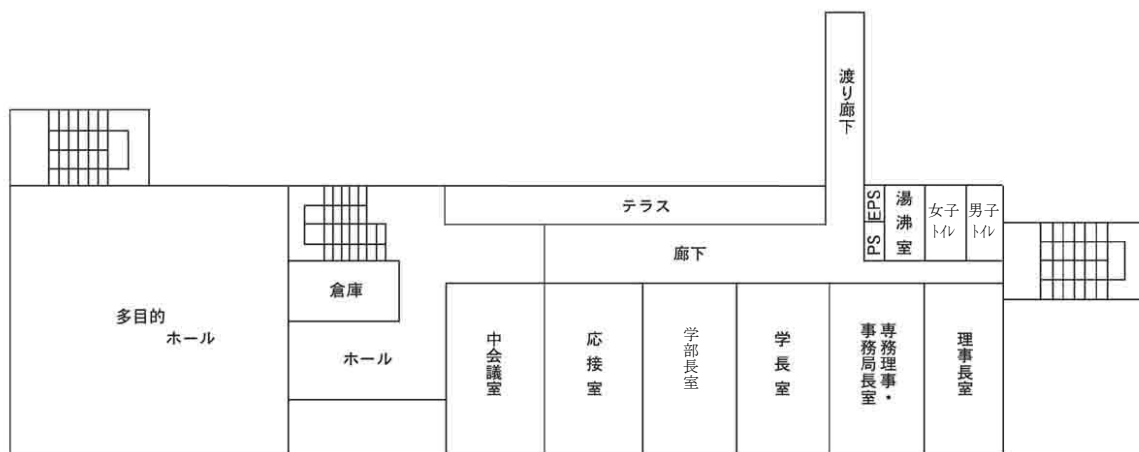 渡り廊下
テラス
EPS
PS
湯沸室
女子
トイレ
男子
トイレ
廊下
倉庫
多目的
ホール
ホール
中会議室
応接室
学部長室
学長室
専務理事・
事務局長室
理事長室